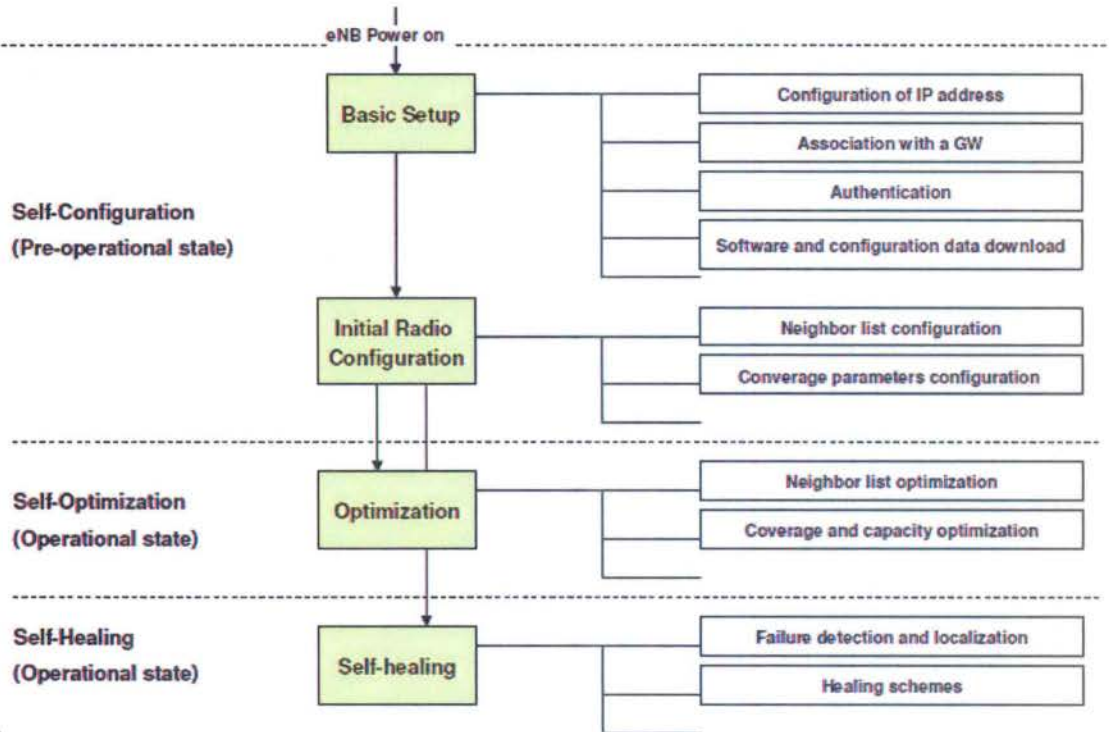 eNB Power on
Basic Setup
Configuration of IP address
Association with a GW
Authentication
Software and configuration data download
Self-Configuration
(Pre-operational state)
Initial Radio
Configuration
Neighbor list configuration
Converage parameters configuration
Self-Optimization
(Operational state)
Optimization
Neighbor list optimization
Coverage and capacity optimization
Self-Healing
(Operational state)
Self-healing
Failure detection and localization
Healing schemes